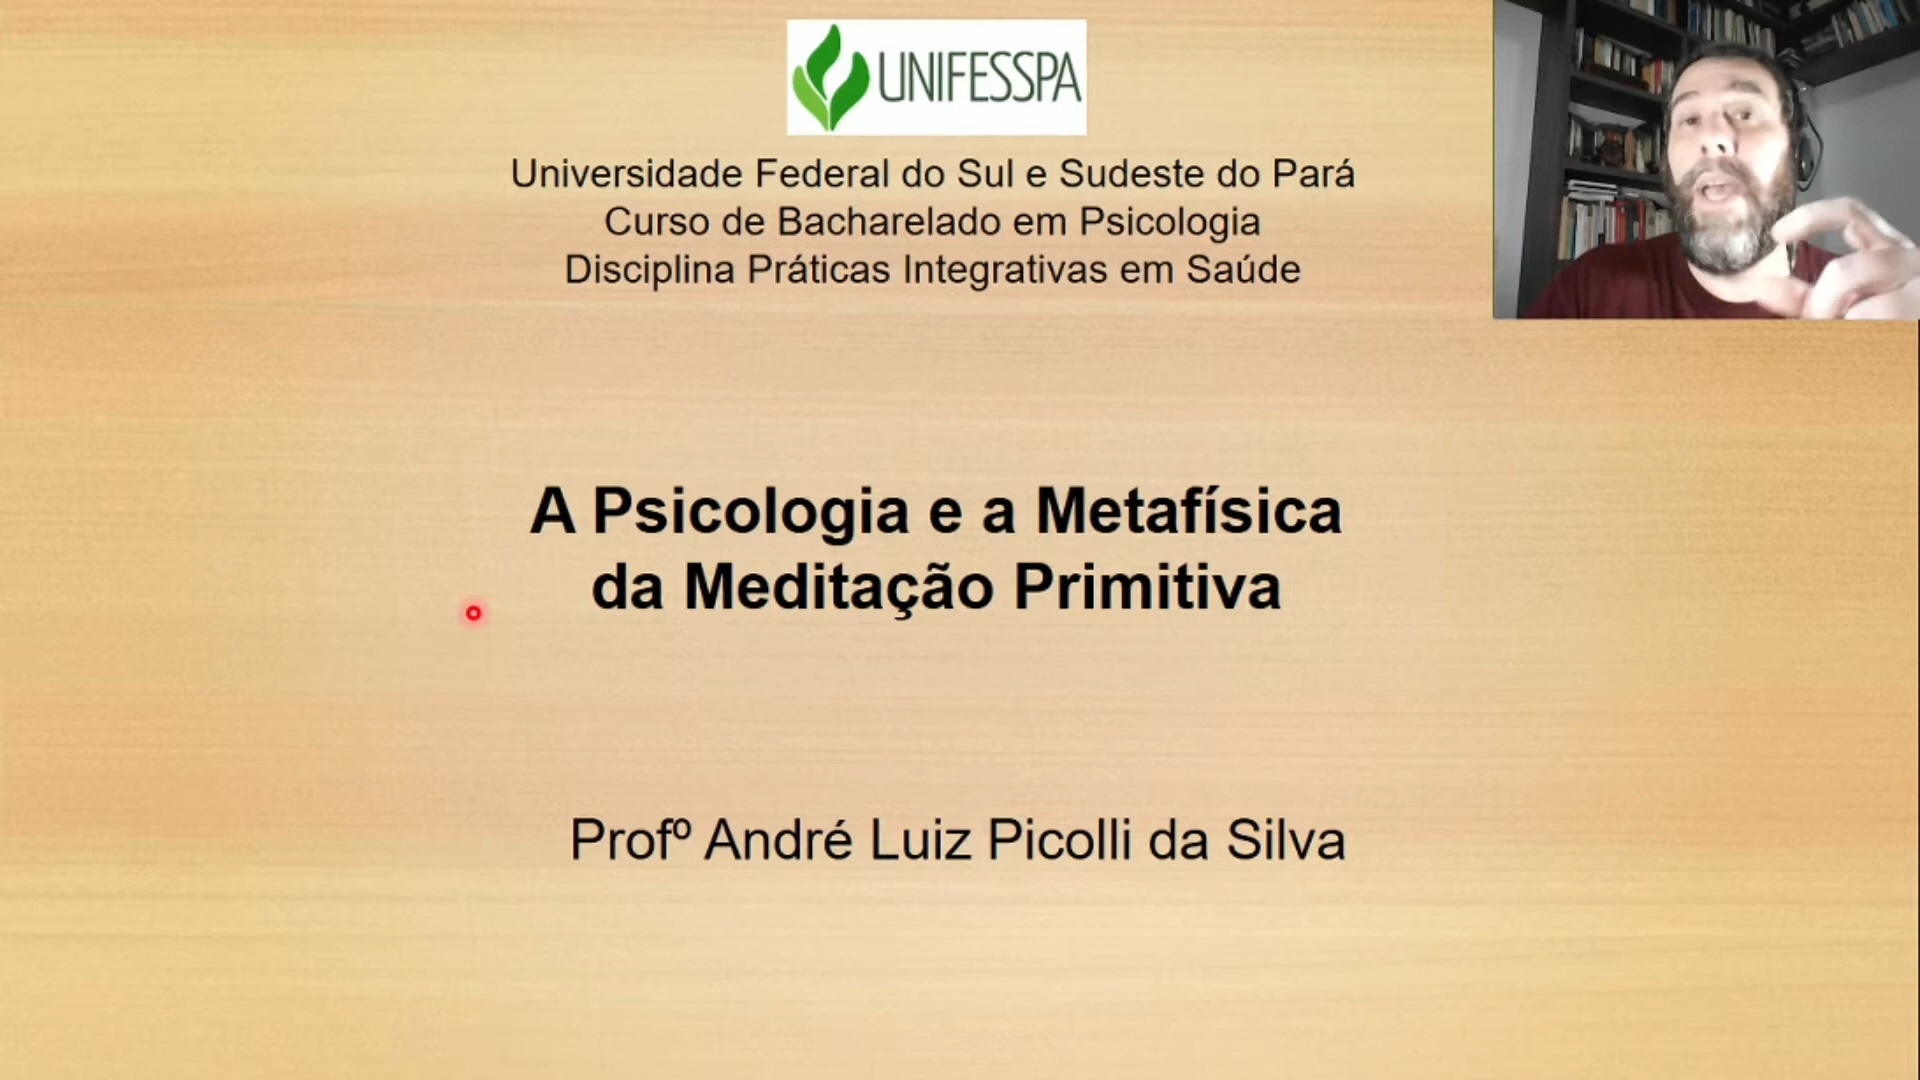 UNIFESSPA
Universidade Federal do Sul e Sudeste do Pará
Curso de Bacharelado em Psicologia
Disciplina Práticas Integrativas em Saúde
A Psicologia e a Metafísica
da Meditação Primitiva
Profº André Luiz Picolli da Silva